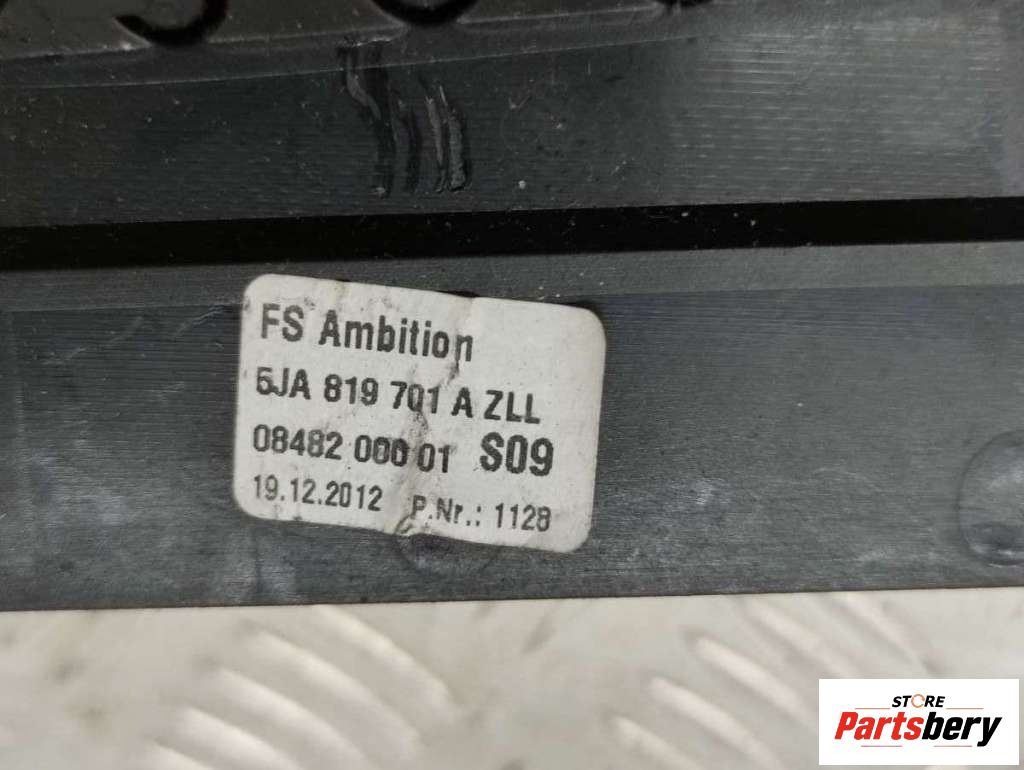 FS Ambition
5JA 819 701 A ZLL
08482 000 01 S09
19.12.2012 P.Nr.: 1128
STORE
Partsbery